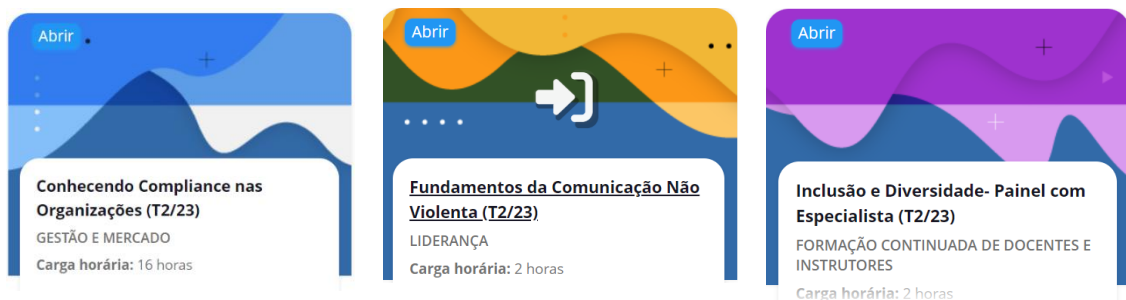 Abrir
Conhecendo Compliance nas
Organizações (T2/23)
GESTÃO E MERCADO
Carga horária: 16 horas
Abrir
Fundamentos da Comunicação Não
Violenta (T2/23)
LIDERANÇA
Carga horária: 2 horas
Abrir
Inclusão e Diversidade- Painel com
Especialista (T2/23)
FORMAÇÃO CONTINUADA DE DOCENTES E
INSTRUTORES
Carga horária: 2 horas